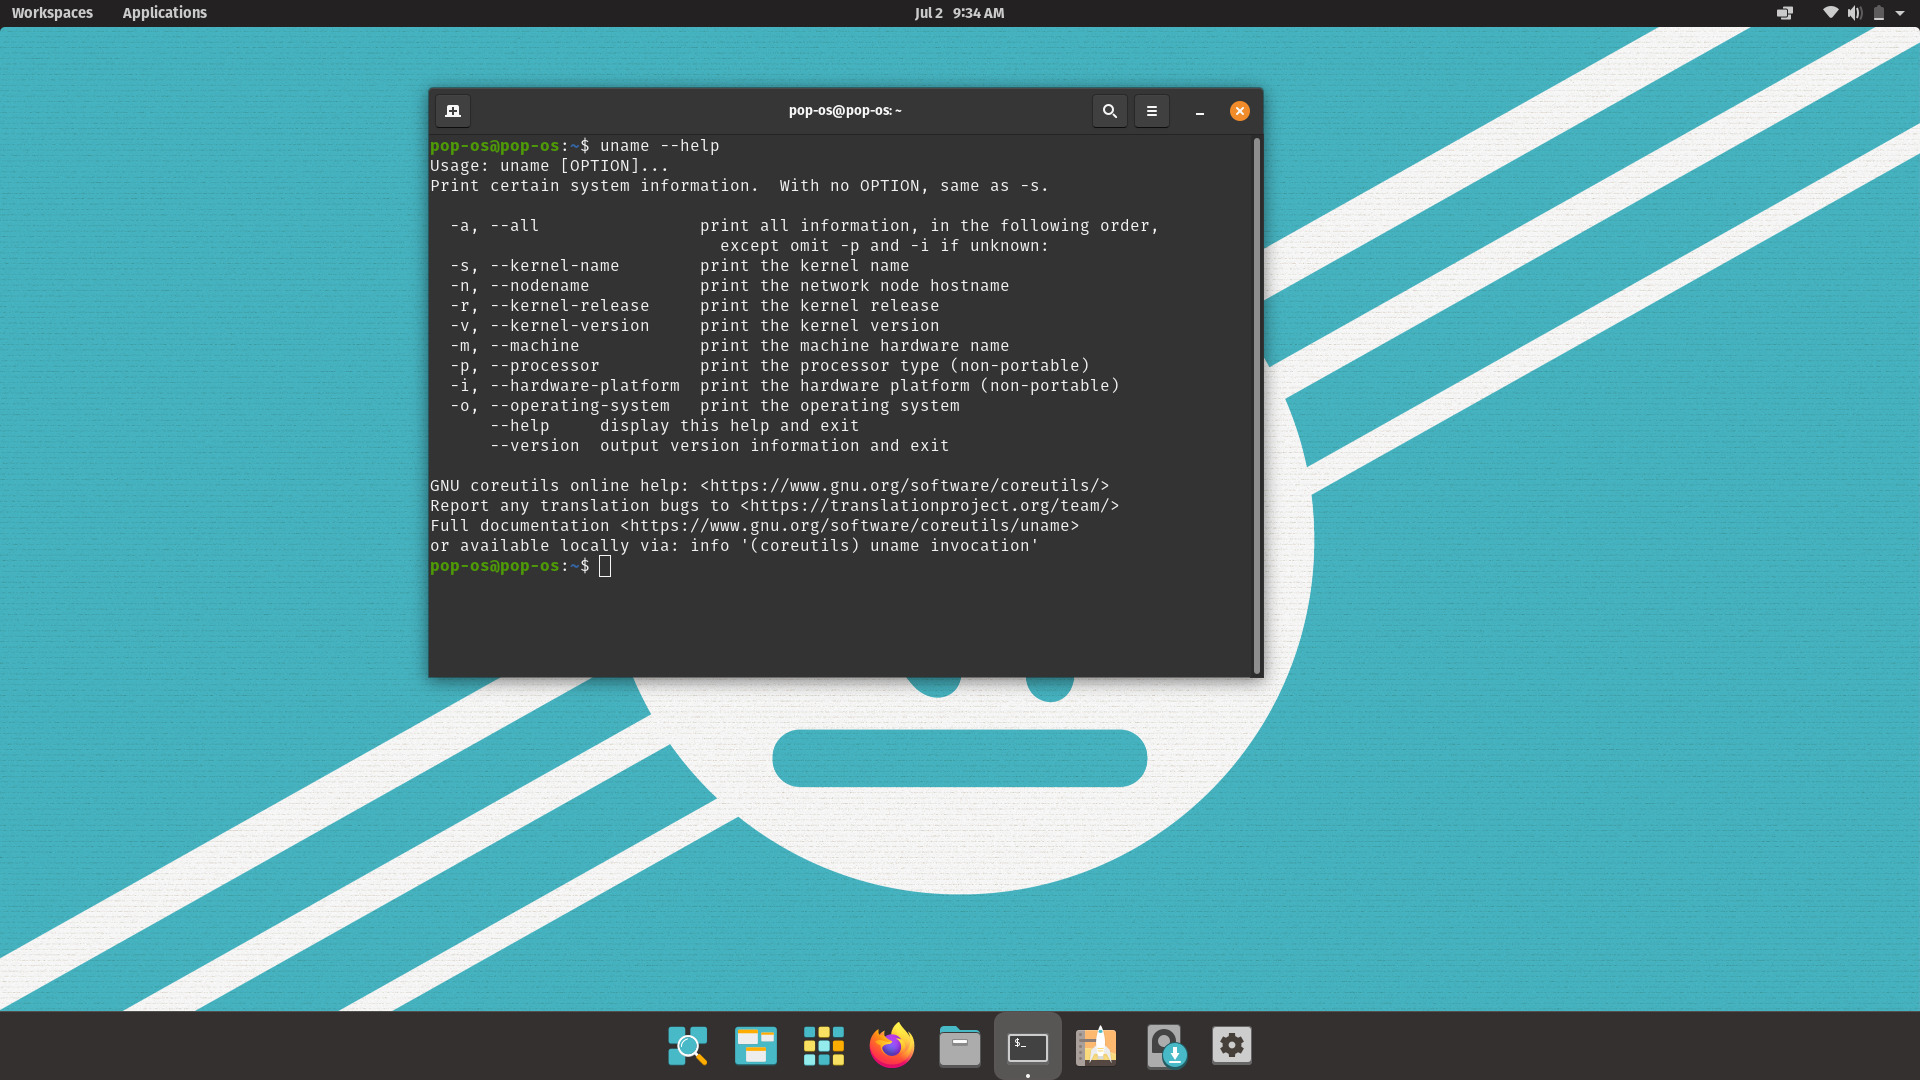 Workspaces Applications Jul 2 9:34 AM
pop-os@pop-os: ~
pop-os@pop-os:~$ uname --help
Usage: uname [OPTION]...
Print certain system information.  With no OPTION, same as -s.
-a, --all                print all information, in the following order,
except omit -p and -i if unknown:
-s, --kernel-name        print the kernel name
-n, --nodename           print the network node hostname
-r, --kernel-release     print the kernel release
-v, --kernel-version     print the kernel version
-m, --machine            print the machine hardware name
-p, --processor          print the processor type (non-portable)
-i, --hardware-platform  print the hardware platform (non-portable)
-o, --operating-system   print the operating system
--help     display this help and exit
--version  output version information and exit
GNU coreutils online help: <https://www.gnu.org/software/coreutils/>
Report any translation bugs to <https://translationproject.org/team/>
Full documentation <https://www.gnu.org/software/coreutils/uname>
or available locally via: info '(coreutils) uname invocation'
pop-os@pop-os:~$
$_